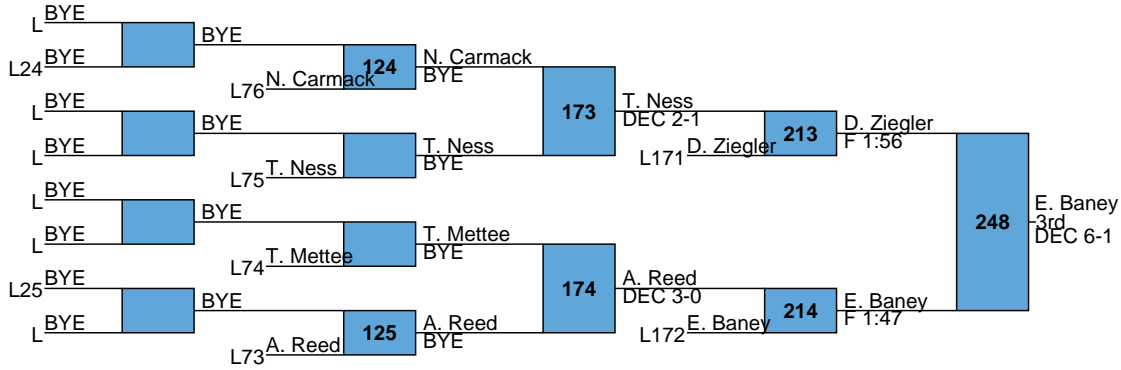 BYE
L
BYE
BYE
L24
124
N. Carmack
BYE
L76 N. Carmack
BYE
L
BYE
BYE
L
173
T. Ness
DEC 2-1
T. Ness
BYE
L75 T. Ness
213
D. Ziegler
F 1:56
L171 D. Ziegler
BYE
L
BYE
BYE
L
T. Mettee
BYE
L74 T. Mettee
248
E. Baney
3rd
DEC 6-1
BYE
L25
BYE
BYE
L
174
A. Reed
DEC 3-0
125
A. Reed
BYE
L73 A. Reed
214
E. Baney
F 1:47
L172 E. Baney